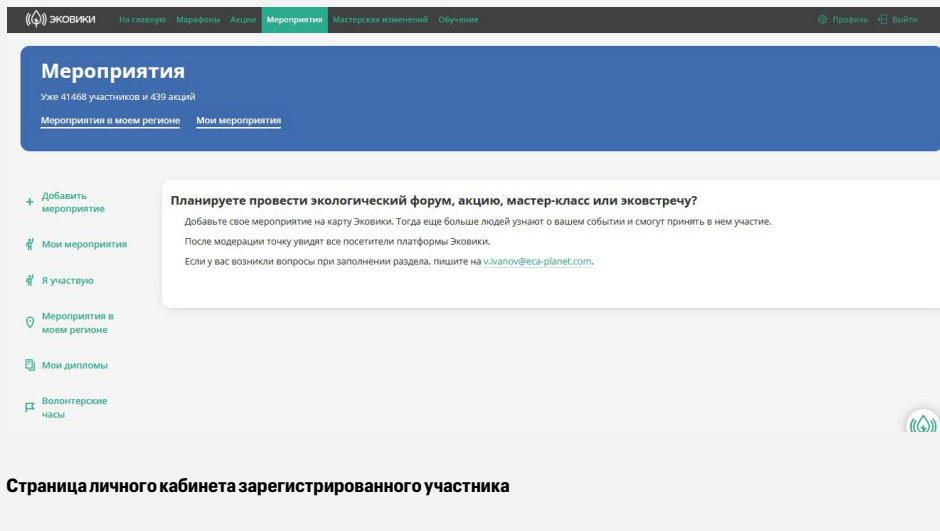 ЭКОВИКИ На главную Марафоны Акции Мероприятия Мастерская изменений Обучение Профиль Выйти
Мероприятия
Уже 41468 участников и 439 акций
Мероприятия в моем регионе Мои мероприятия
Добавить
мероприятие
Мои мероприятия
Я участвую
Мероприятия в
моем регионе
Мои дипломы
Волонтерские
часы
Планируете провести экологический форум, акцию, мастер-класс или эковстречу?
Добавьте свое мероприятие на карту Эковики. Тогда еще больше людей узнают о вашем событии и смогут принять в нем участие.
После модерации точку увидят все посетители платформы Эковики.
Если у вас возникли вопросы при заполнении раздела, пишите на v.ivanov@eca-planet.com.
Страница личного кабинета зарегистрированного участника